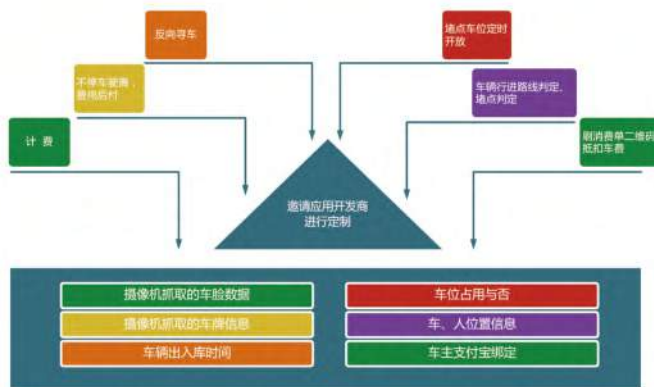 反向寻车
堵点车位定时
开放
不停车驶离，
费用后付
车辆行进路线判定、
堵点判定
计 费
刷消费单二维码
抵扣车费
邀请应用开发商
进行定制
摄像机抓取的车脸数据
车位占用与否
摄像机抓取的车牌信息
车、人位置信息
车辆出入库时间
车主支付宝绑定